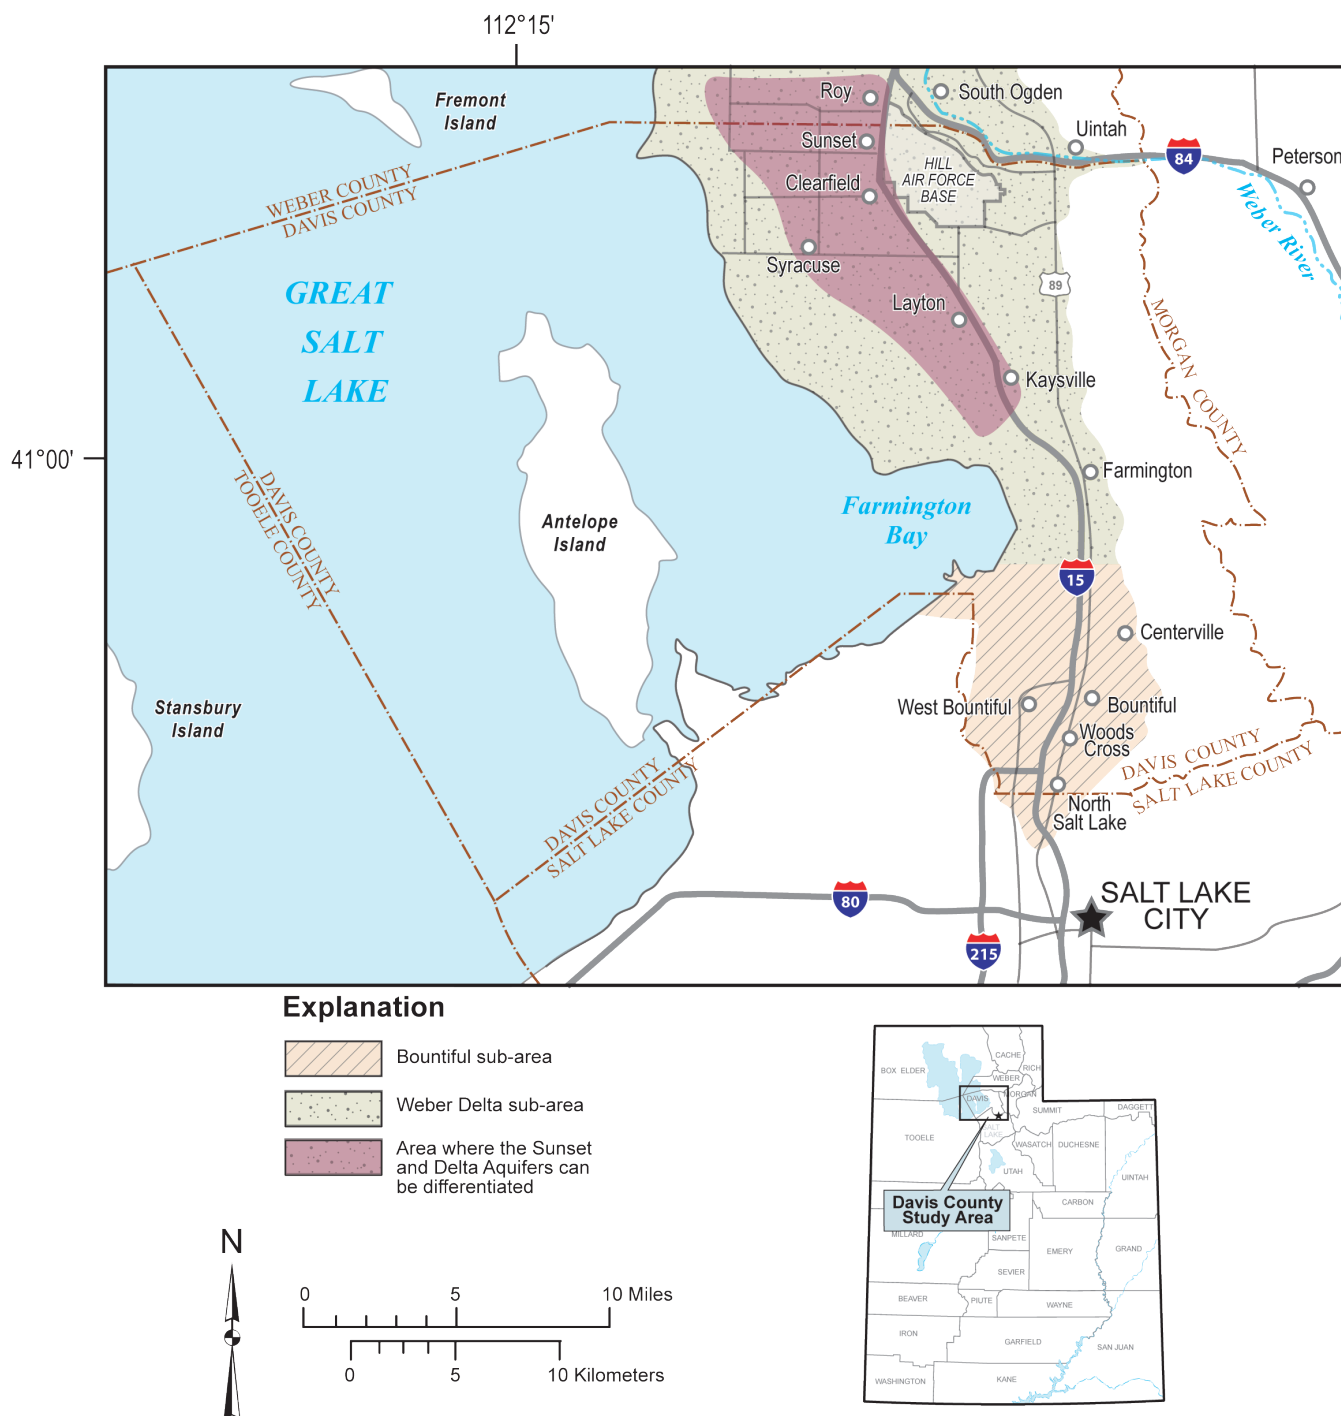 112°15'
Fremont
Island
Roy
South Ogden
Sunset
Uintah
84
Peterson
HILL
AIR FORCE
BASE
Clearfield
WEBER COUNTY
DAVIS COUNTY
Weber River
Syracuse
89
GREAT
SALT
LAKE
Layton
MORGAN COUNTY
Kaysville
41°00'
Farmington
DAVIS COUNTY
TOOELE COUNTY
Farmington
Bay
Antelope
Island
15
Centerville
Stansbury
Island
West Bountiful
Bountiful
Woods
Cross
DAVIS COUNTY
SALT LAKE COUNTY
DAVIS COUNTY
SALT LAKE COUNTY
North
Salt Lake
80
SALT LAKE
CITY
215
Explanation
Bountiful sub-area
Weber Delta sub-area
Area where the Sunset
and Delta Aquifers can
be differentiated
N
0 5 10 Miles
0 5 10 Kilometers
BOX ELDER
CACHE
RICH
WEBER
DAVIS
MORGAN
SUMMIT
DAGGETT
TOOELE
SALT
LAKE
WASATCH
DUCHESNE
UTAH
UINTAH
Davis County
Study Area
CARBON
MILLARD
SANPETE
EMERY
GRAND
SEVIER
BEAVER
PIUTE
WAYNE
IRON
GARFIELD
SAN JUAN
WASHINGTON
KANE